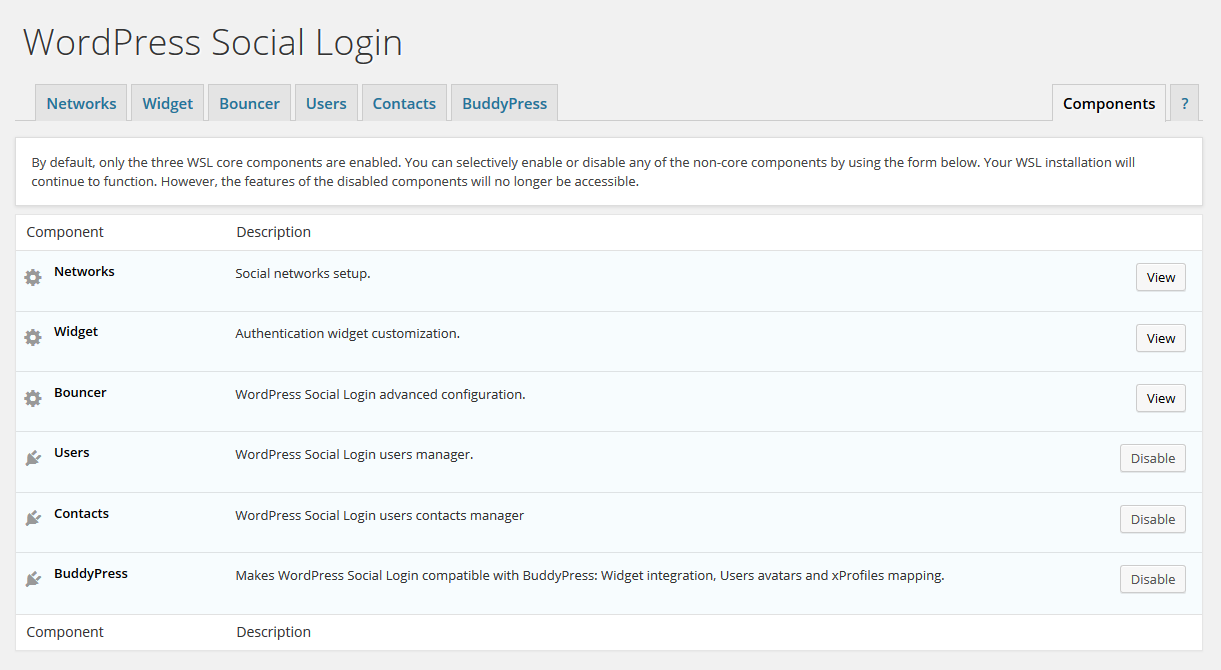 WordPress Social Login
Networks Widget Bouncer Users Contacts BuddyPress Components ?
By default, only the three WSL core components are enabled. You can selectively enable or disable any of the non-core components by using the form below. Your WSL installation will
continue to function. However, the features of the disabled components will no longer be accessible.
Component Description
Networks Social networks setup. View
Widget Authentication widget customization. View
Bouncer WordPress Social Login advanced configuration. View
Users WordPress Social Login users manager. Disable
Contacts WordPress Social Login users contacts manager Disable
BuddyPress Makes WordPress Social Login compatible with BuddyPress: Widget integration, Users avatars and xProfiles mapping. Disable
Component Description